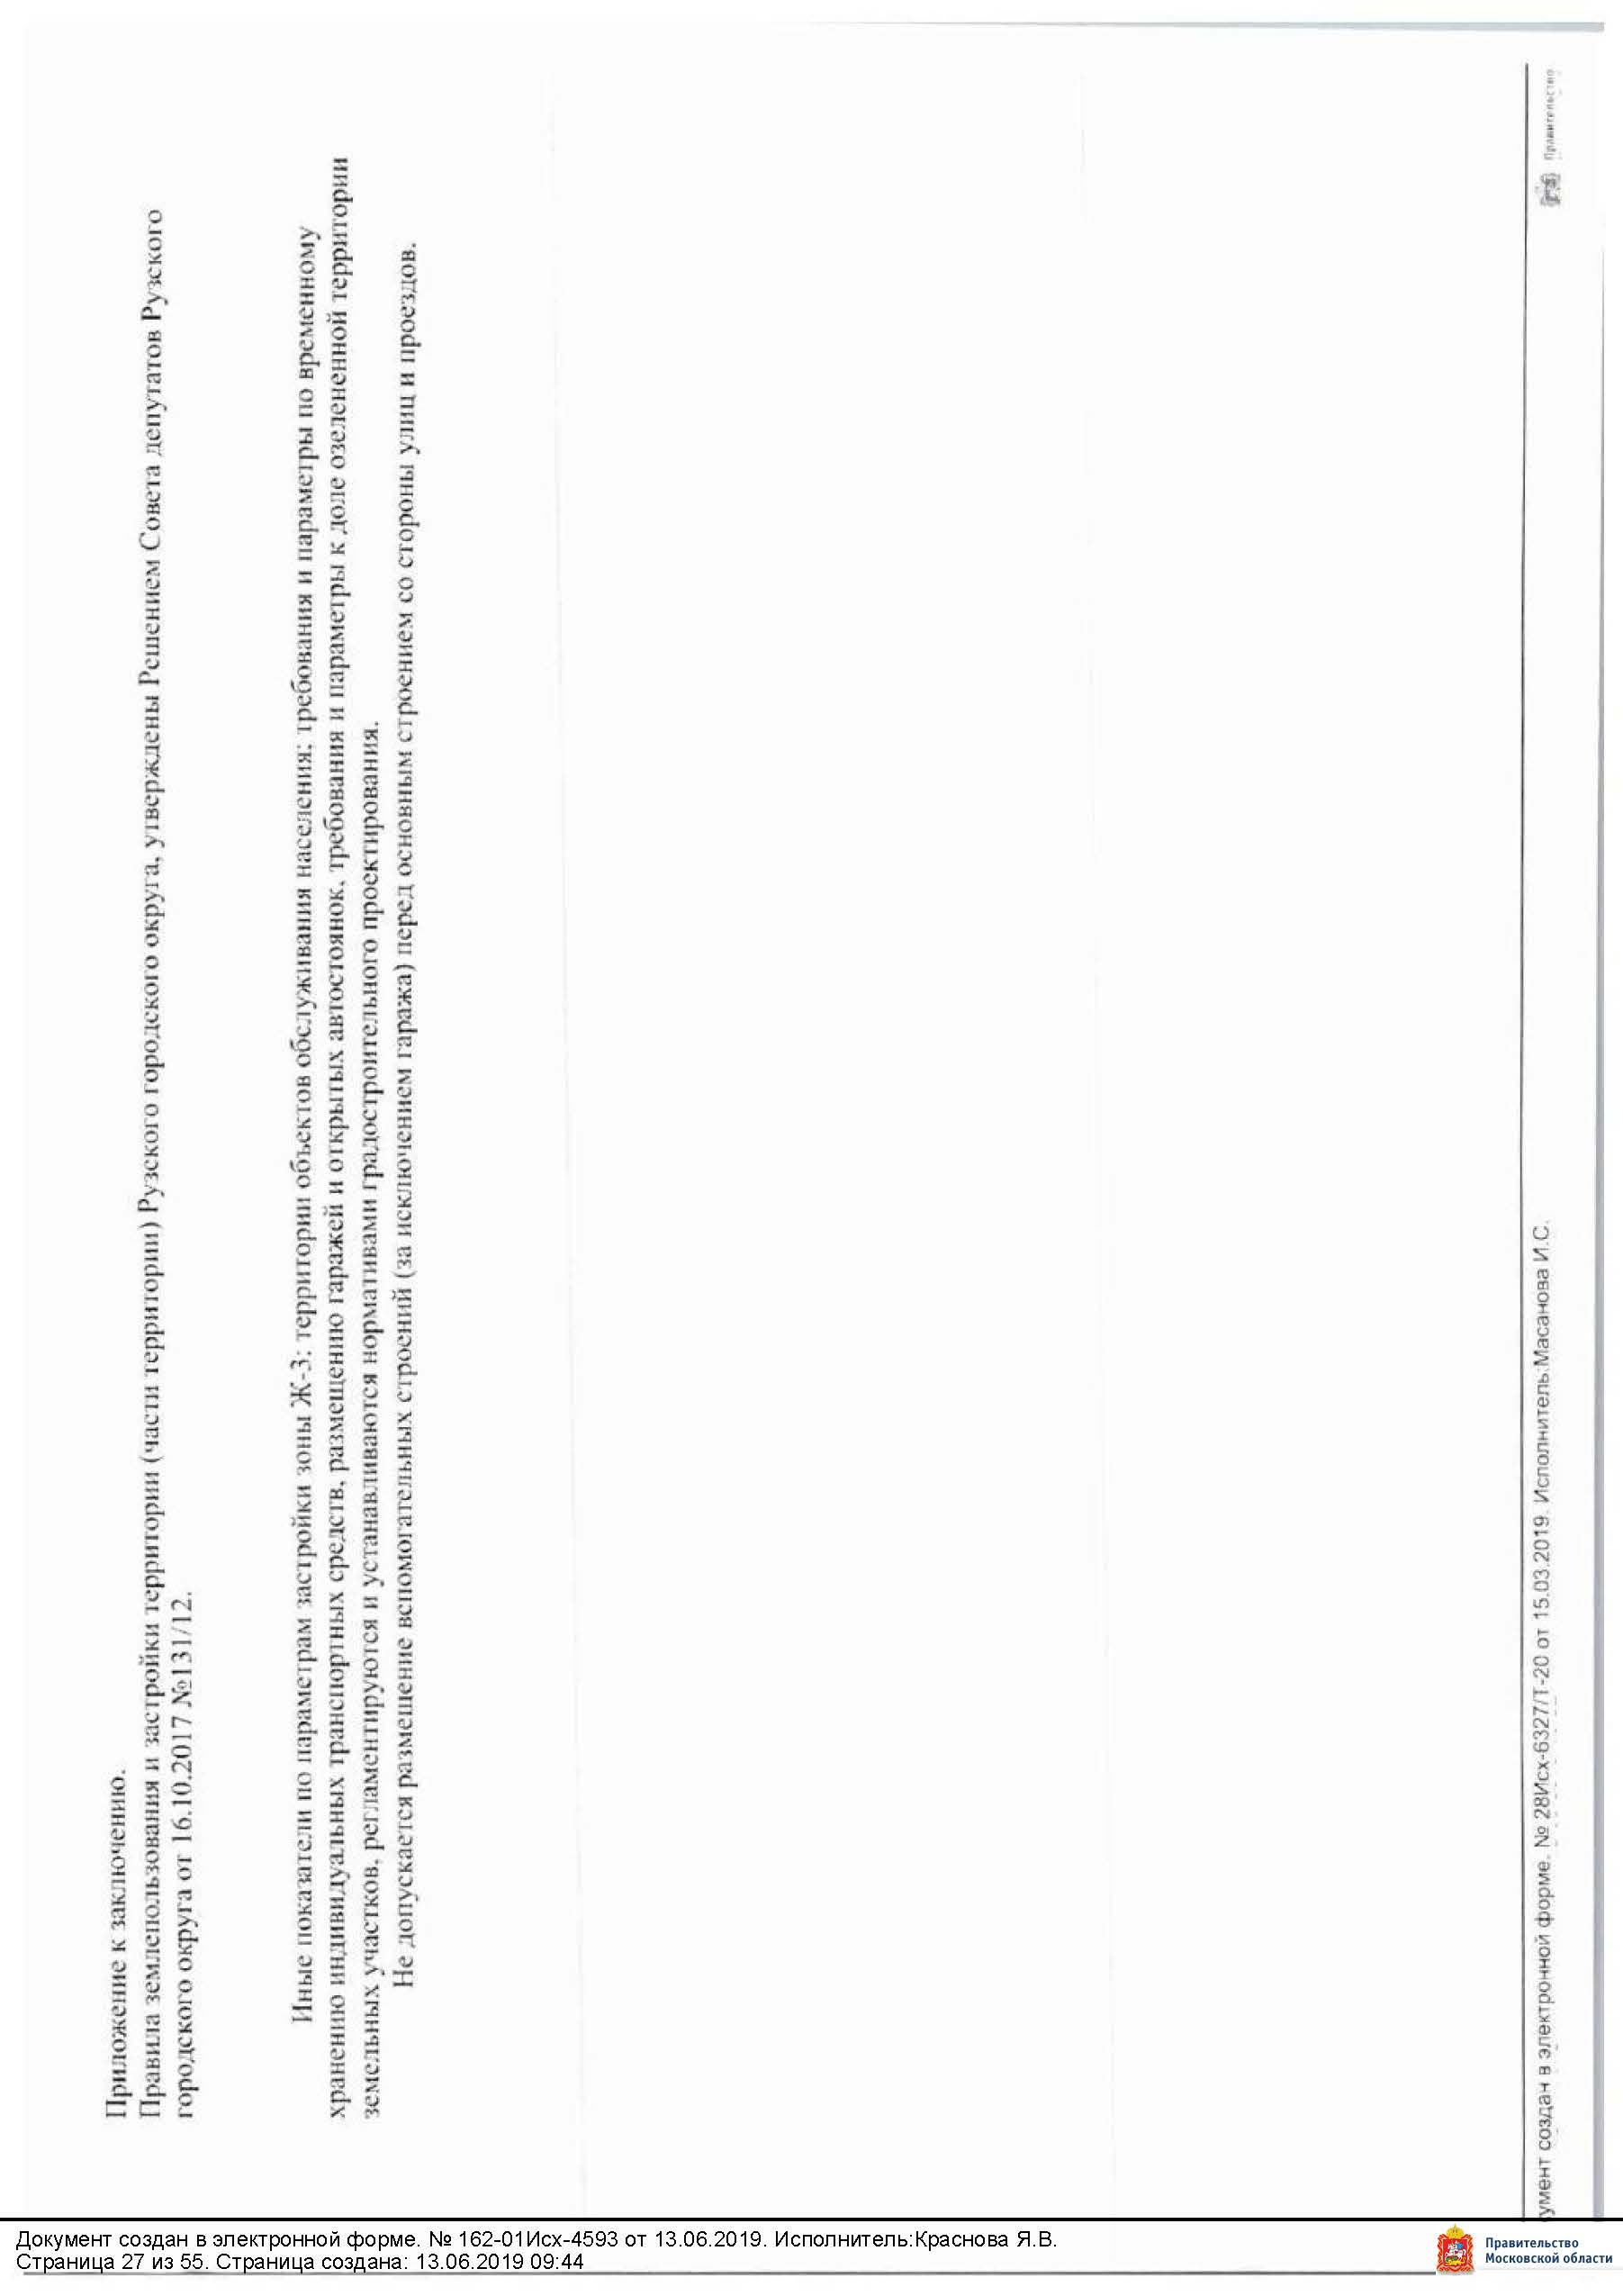 Приложение к заключению.
Правила землепользования и застройки территории (части территории) Рузского городского округа, утверждены Решением Совета депутатов Рузского
городского округа от 16.10.2017 №131/12.
Иные показатели по параметрам застройки зоны Ж-3: территории объектов обслуживания населения; требования и параметры по временному
хранению индивидуальных транспортных средств, размещению гаражей и открытых автостоянок, требования и параметры к доле озелененной территории
земельных участков, регламентируются и устанавливаются нормативами градостроительного проектирования.
Не допускается размещение вспомогательных строений (за исключением гаража) перед основным строением со стороны улиц и проездов.
умент создан в электронной форме. № 28Исх-6327/Т-20 от 15.03.2019. Исполнитель:Масанова И.С.
Правительство
Документ создан в электронной форме. № 162-01Исх-4593 от 13.06.2019. Исполнитель:Краснова Я.В.
Страница 27 из 55. Страница создана: 13.06.2019 09:44
Правительство
Московской области